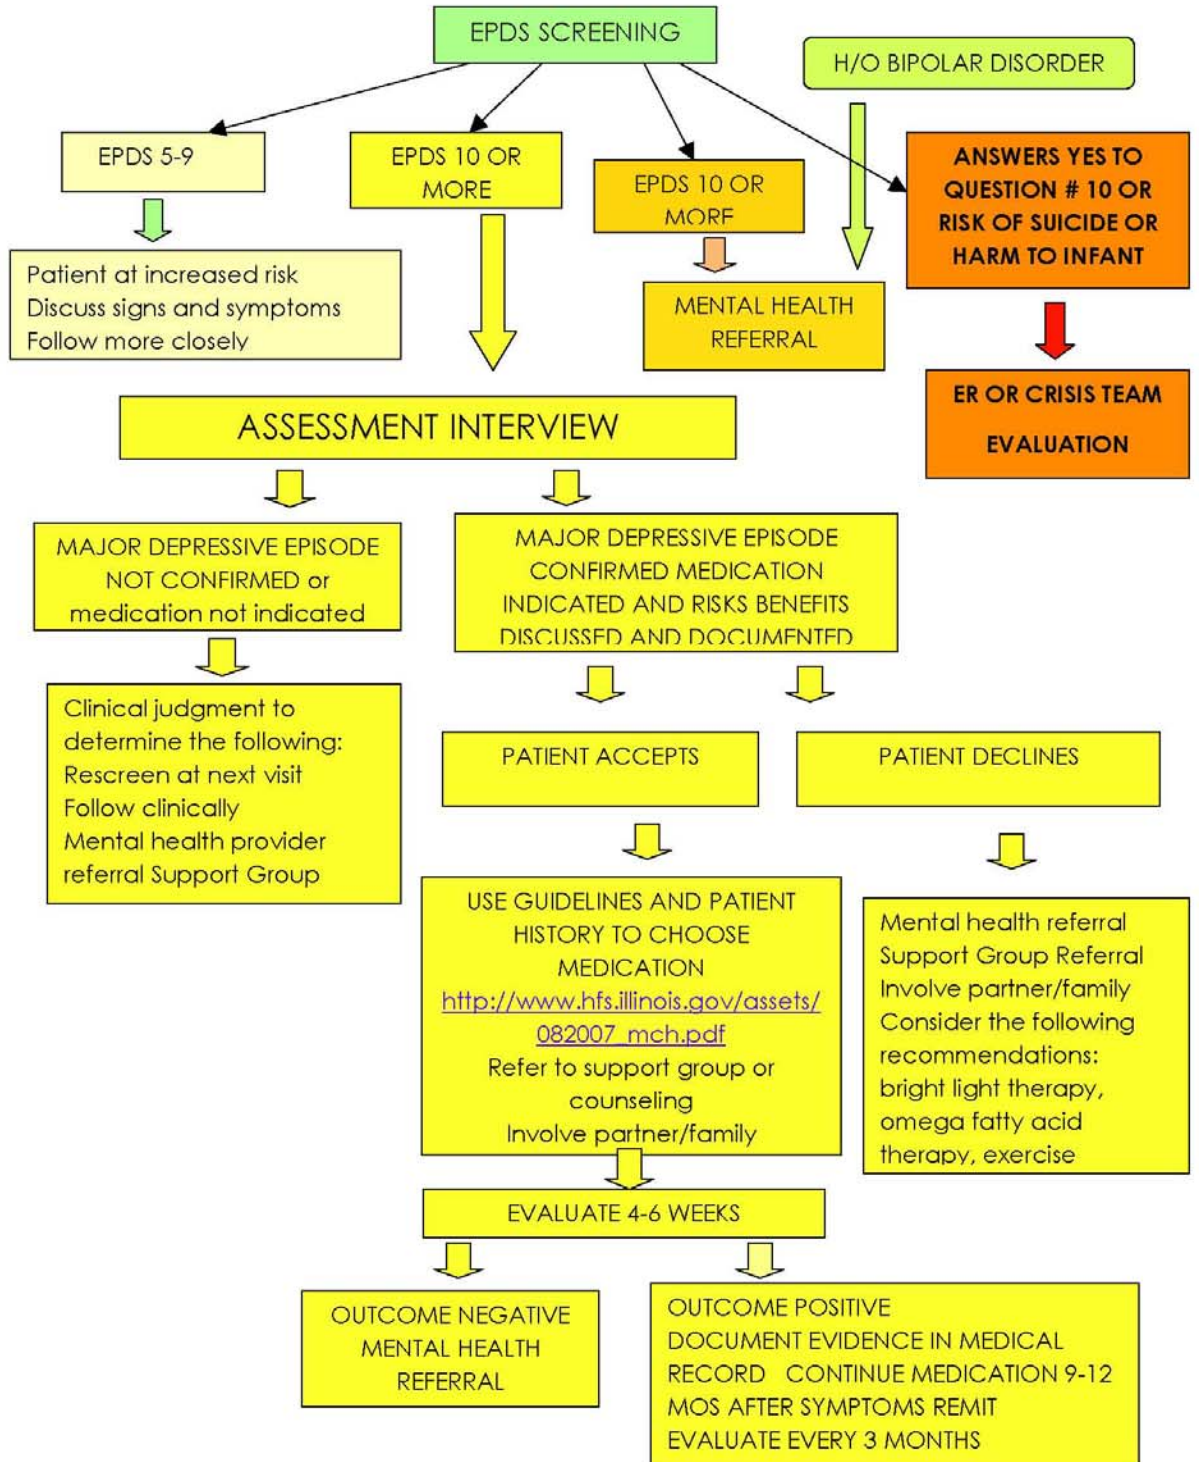 EPDS SCREENING
H/O BIPOLAR DISORDER
EPDS 5-9
EPDS 10 OR
MORE
EPDS 10 OR
MORE
ANSWERS YES TO
QUESTION # 10 OR
RISK OF SUICIDE OR
HARM TO INFANT
Patient at increased risk
Discuss signs and symptoms
Follow more closely
MENTAL HEALTH
REFERRAL
ER OR CRISIS TEAM
EVALUATION
ASSESSMENT INTERVIEW
MAJOR DEPRESSIVE EPISODE
NOT CONFIRMED or
medication not indicated
MAJOR DEPRESSIVE EPISODE
CONFIRMED MEDICATION
INDICATED AND RISKS BENEFITS
DISCUSSED AND DOCUMENTED
Clinical judgment to
determine the following:
Rescreen at next visit
Follow clinically
Mental health provider
referral Support Group
PATIENT ACCEPTS
PATIENT DECLINES
USE GUIDELINES AND PATIENT
HISTORY TO CHOOSE
MEDICATION
http://www.hfs.illinois.gov/assets/
082007_mch.pdf
Refer to support group or
counseling
Involve partner/family
Mental health referral
Support Group Referral
Involve partner/family
Consider the following
recommendations:
bright light therapy,
omega fatty acid
therapy, exercise
EVALUATE 4-6 WEEKS
OUTCOME NEGATIVE
MENTAL HEALTH
REFERRAL
OUTCOME POSITIVE
DOCUMENT EVIDENCE IN MEDICAL
RECORD CONTINUE MEDICATION 9-12
MOS AFTER SYMPTOMS REMIT
EVALUATE EVERY 3 MONTHS